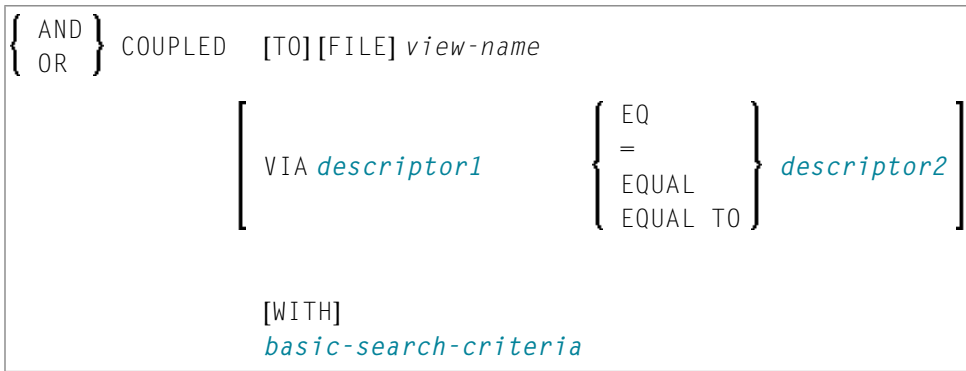 AND
OR
COUPLED [TO] [FILE] view-name
VIA descriptor1
EQ
=
EQUAL
EQUAL TO
descriptor2
[WITH]
basic-search-criteria